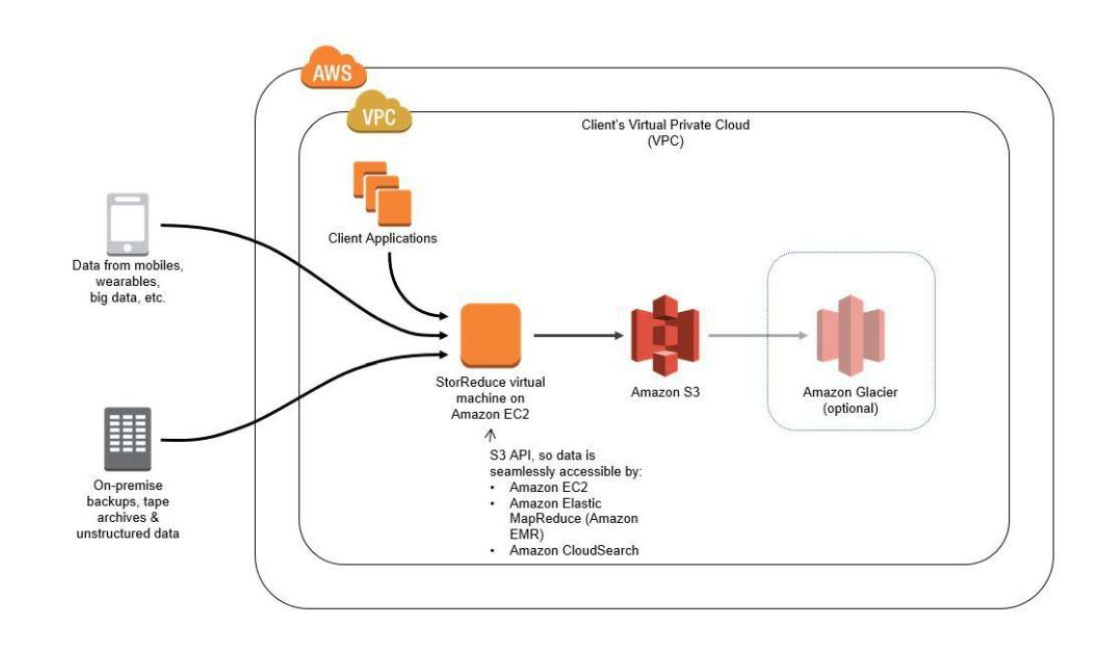 AWS
VPC
Client's Virtual Private Cloud
(VPC)
Client Applications
Data from mobiles,
wearables,
big data, etc.
StorReduce virtual
machine on
Amazon EC2
Amazon S3
Amazon Glacier
(optional)
S3 API, so data is
seamlessly accessible by:
• Amazon EC2
• Amazon Elastic
MapReduce (Amazon
EMR)
• Amazon CloudSearch
On-premise
backups, tape
archives &
unstructured data